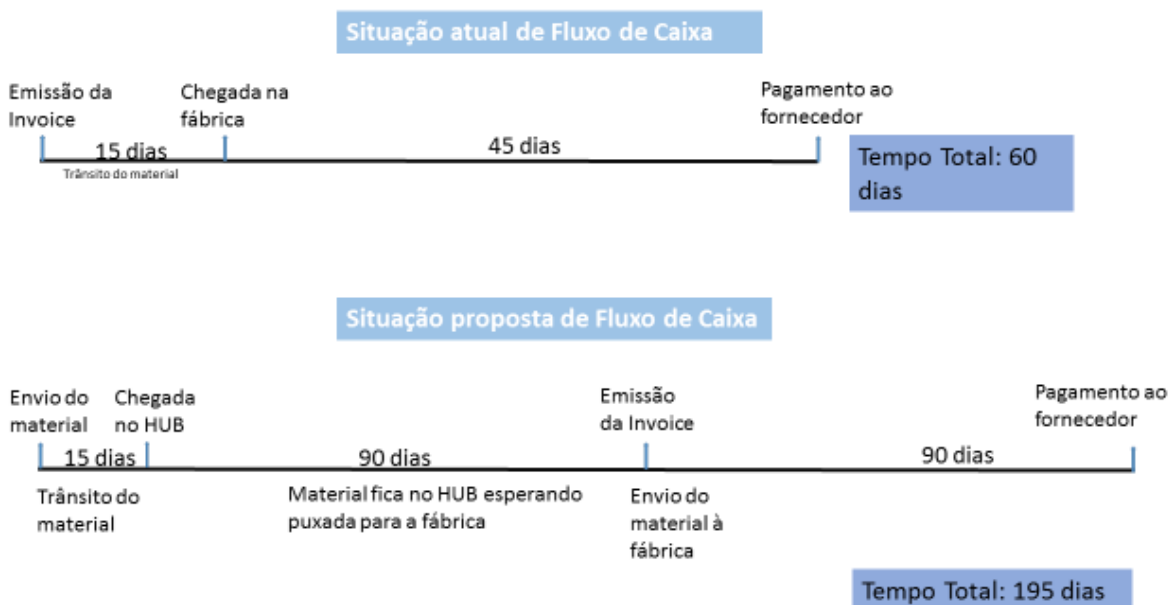 Situação atual de Fluxo de Caixa
Emissão da
Invoice
Chegada na
fábrica
Pagamento ao
fornecedor
15 dias
45 dias
Trânsito do material
Tempo Total: 60
dias
Situação proposta de Fluxo de Caixa
Envio do
material
Chegada
no HUB
Emissão
da Invoice
Pagamento ao
fornecedor
15 dias
90 dias
90 dias
Trânsito do
material
Material fica no HUB esperando
puxada para a fábrica
Envio do
material à
fábrica
Tempo Total: 195 dias